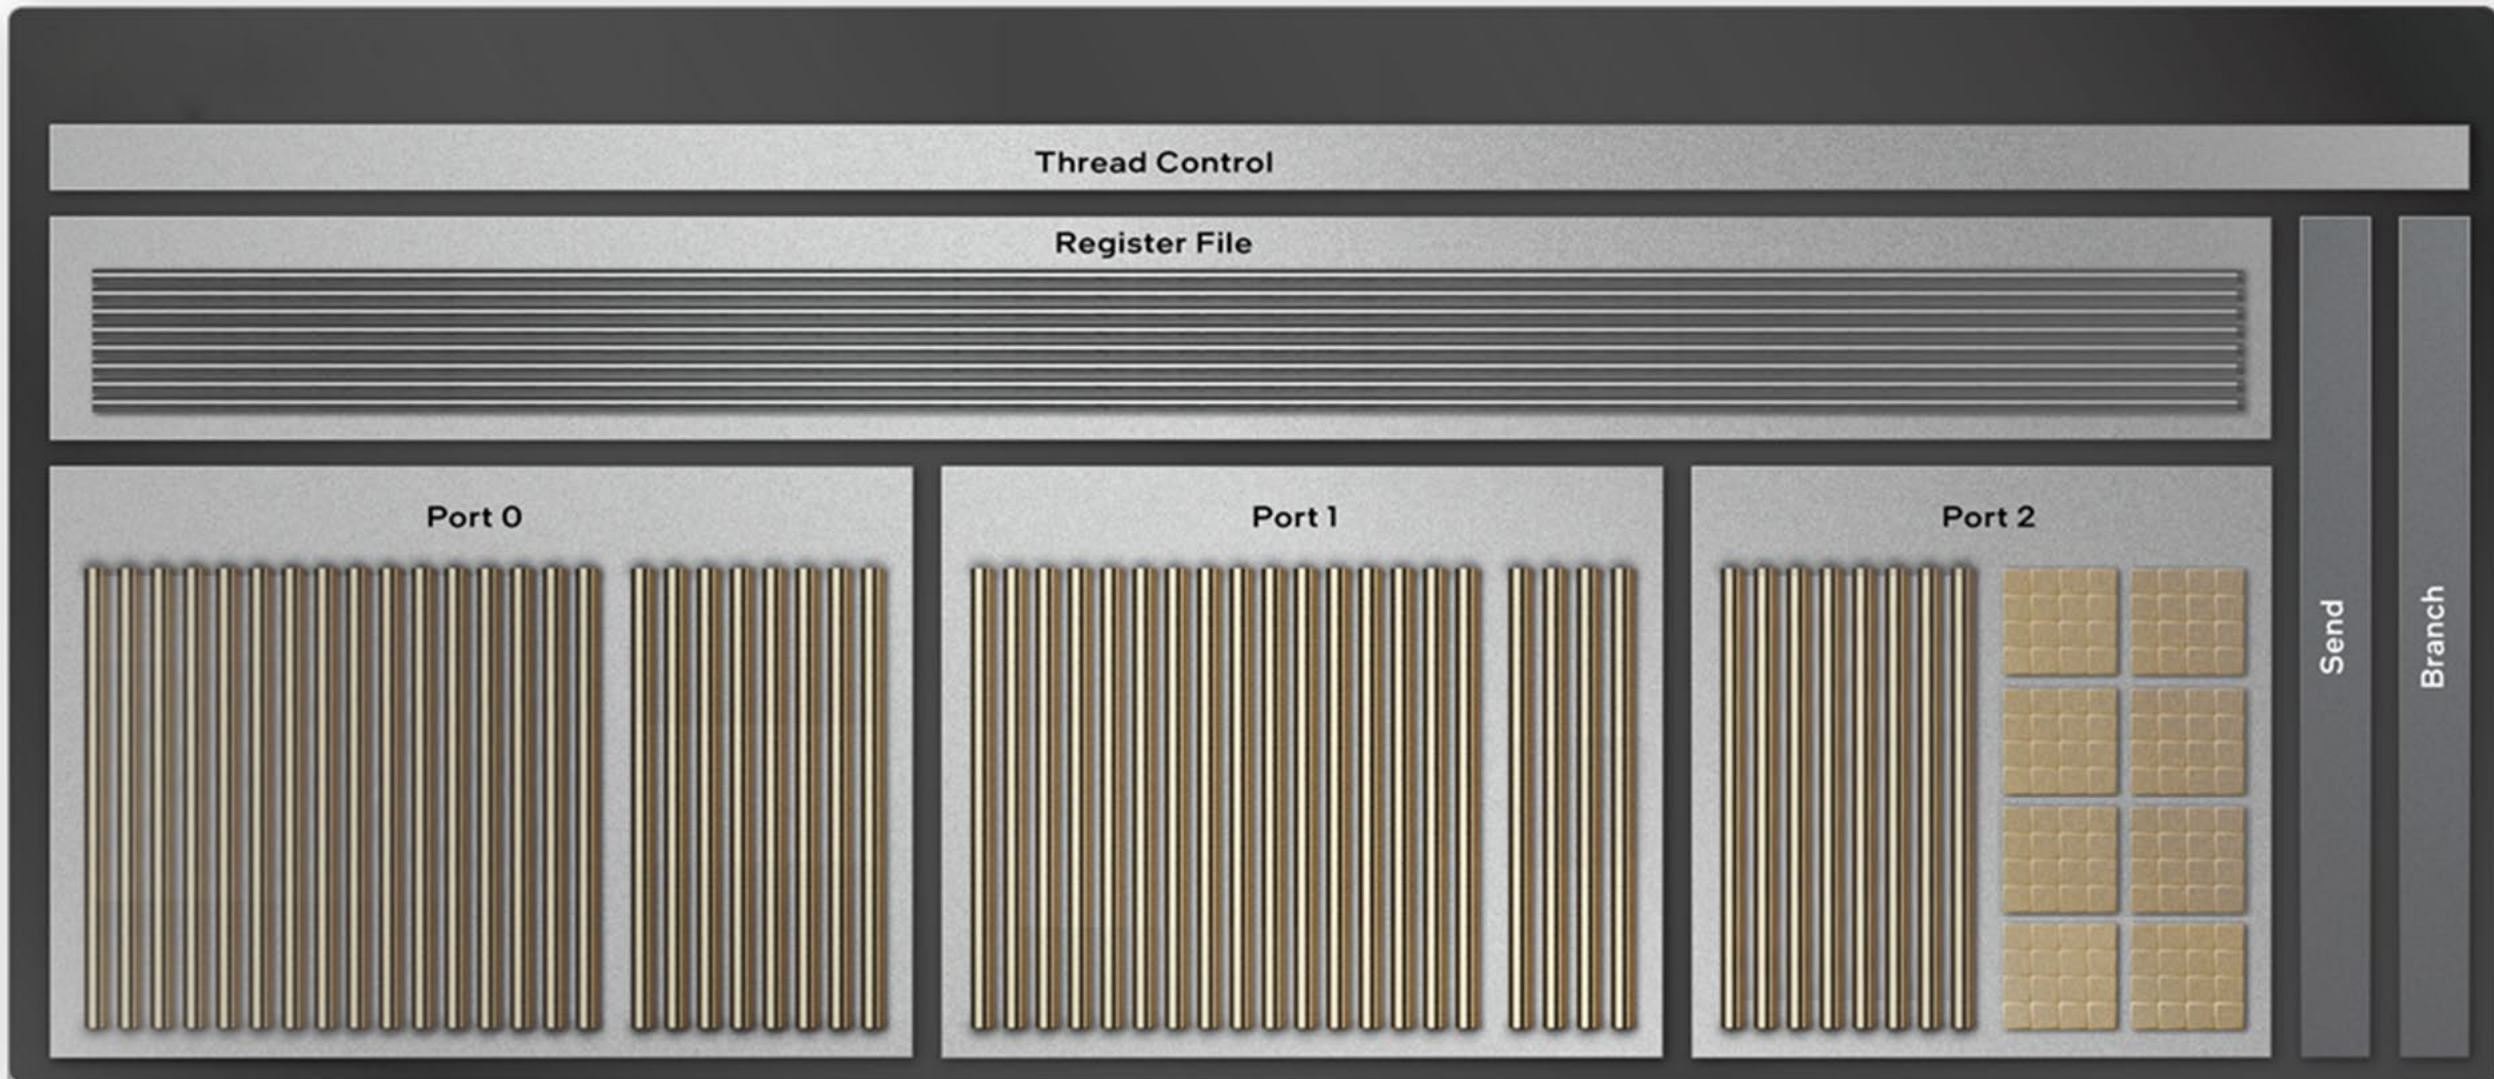 Thread Control
Register File
Port 0
Port 1
Port 2
Send
Branch